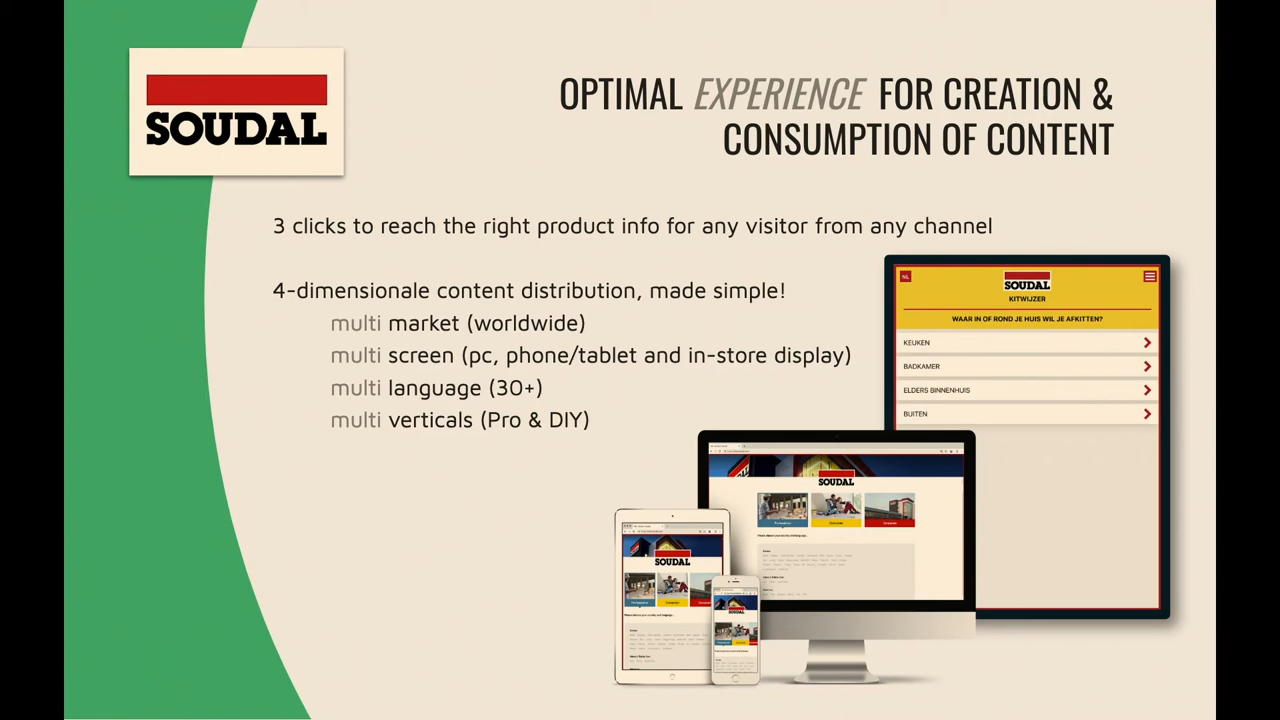 SOUDAL
OPTIMAL EXPERIENCE FOR CREATION &
CONSUMPTION OF CONTENT
3 clicks to reach the right product info for any visitor from any channel
4-dimensionale content distribution, made simple!
multi market (worldwide)
multi screen (pc, phone/tablet and in-store display)
multi language (30+)
multi verticals (Pro & DIY)
NL
SOUDAL
KITWIJZER
WAAR IN OF ROND JE HUIS WIL JE AFKITTEN?
KEUKEN
BADKAMER
ELDERS BINNENHUIS
BUITEN
SOUDAL
SOUDAL
SOUDAL